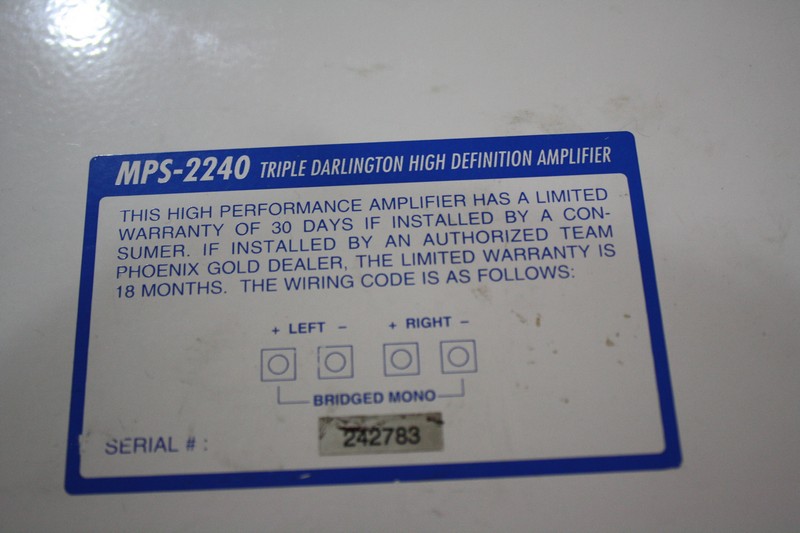 MPS-2240 TRIPLE DARLINGTON HIGH DEFINITION AMPLIFIER
THIS HIGH PERFORMANCE AMPLIFIER HAS A LIMITED
WARRANTY OF 30 DAYS IF INSTALLED BY A CON-
SUMER. IF INSTALLED BY AN AUTHORIZED TEAM
PHOENIX GOLD DEALER, THE LIMITED WARRANTY IS
18 MONTHS. THE WIRING CODE IS AS FOLLOWS:
+ LEFT – + RIGHT –
BRIDGED MONO
SERIAL # : 242783